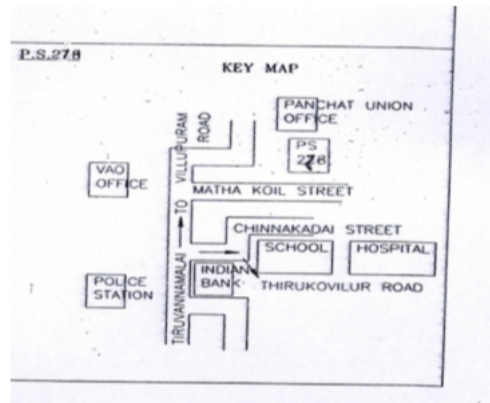 P.S.278
KEY MAP
PANCHAT UNION
OFFICE
PS
278
VAO
OFFICE
MATHA KOIL STREET
TIRUVANNAMALAI → TO VILLUPURAM
ROAD
CHINNAKADAI STREET
SCHOOL
HOSPITAL
INDIAN
BANK
THIRUKOVILUR ROAD
POLICE
STATION